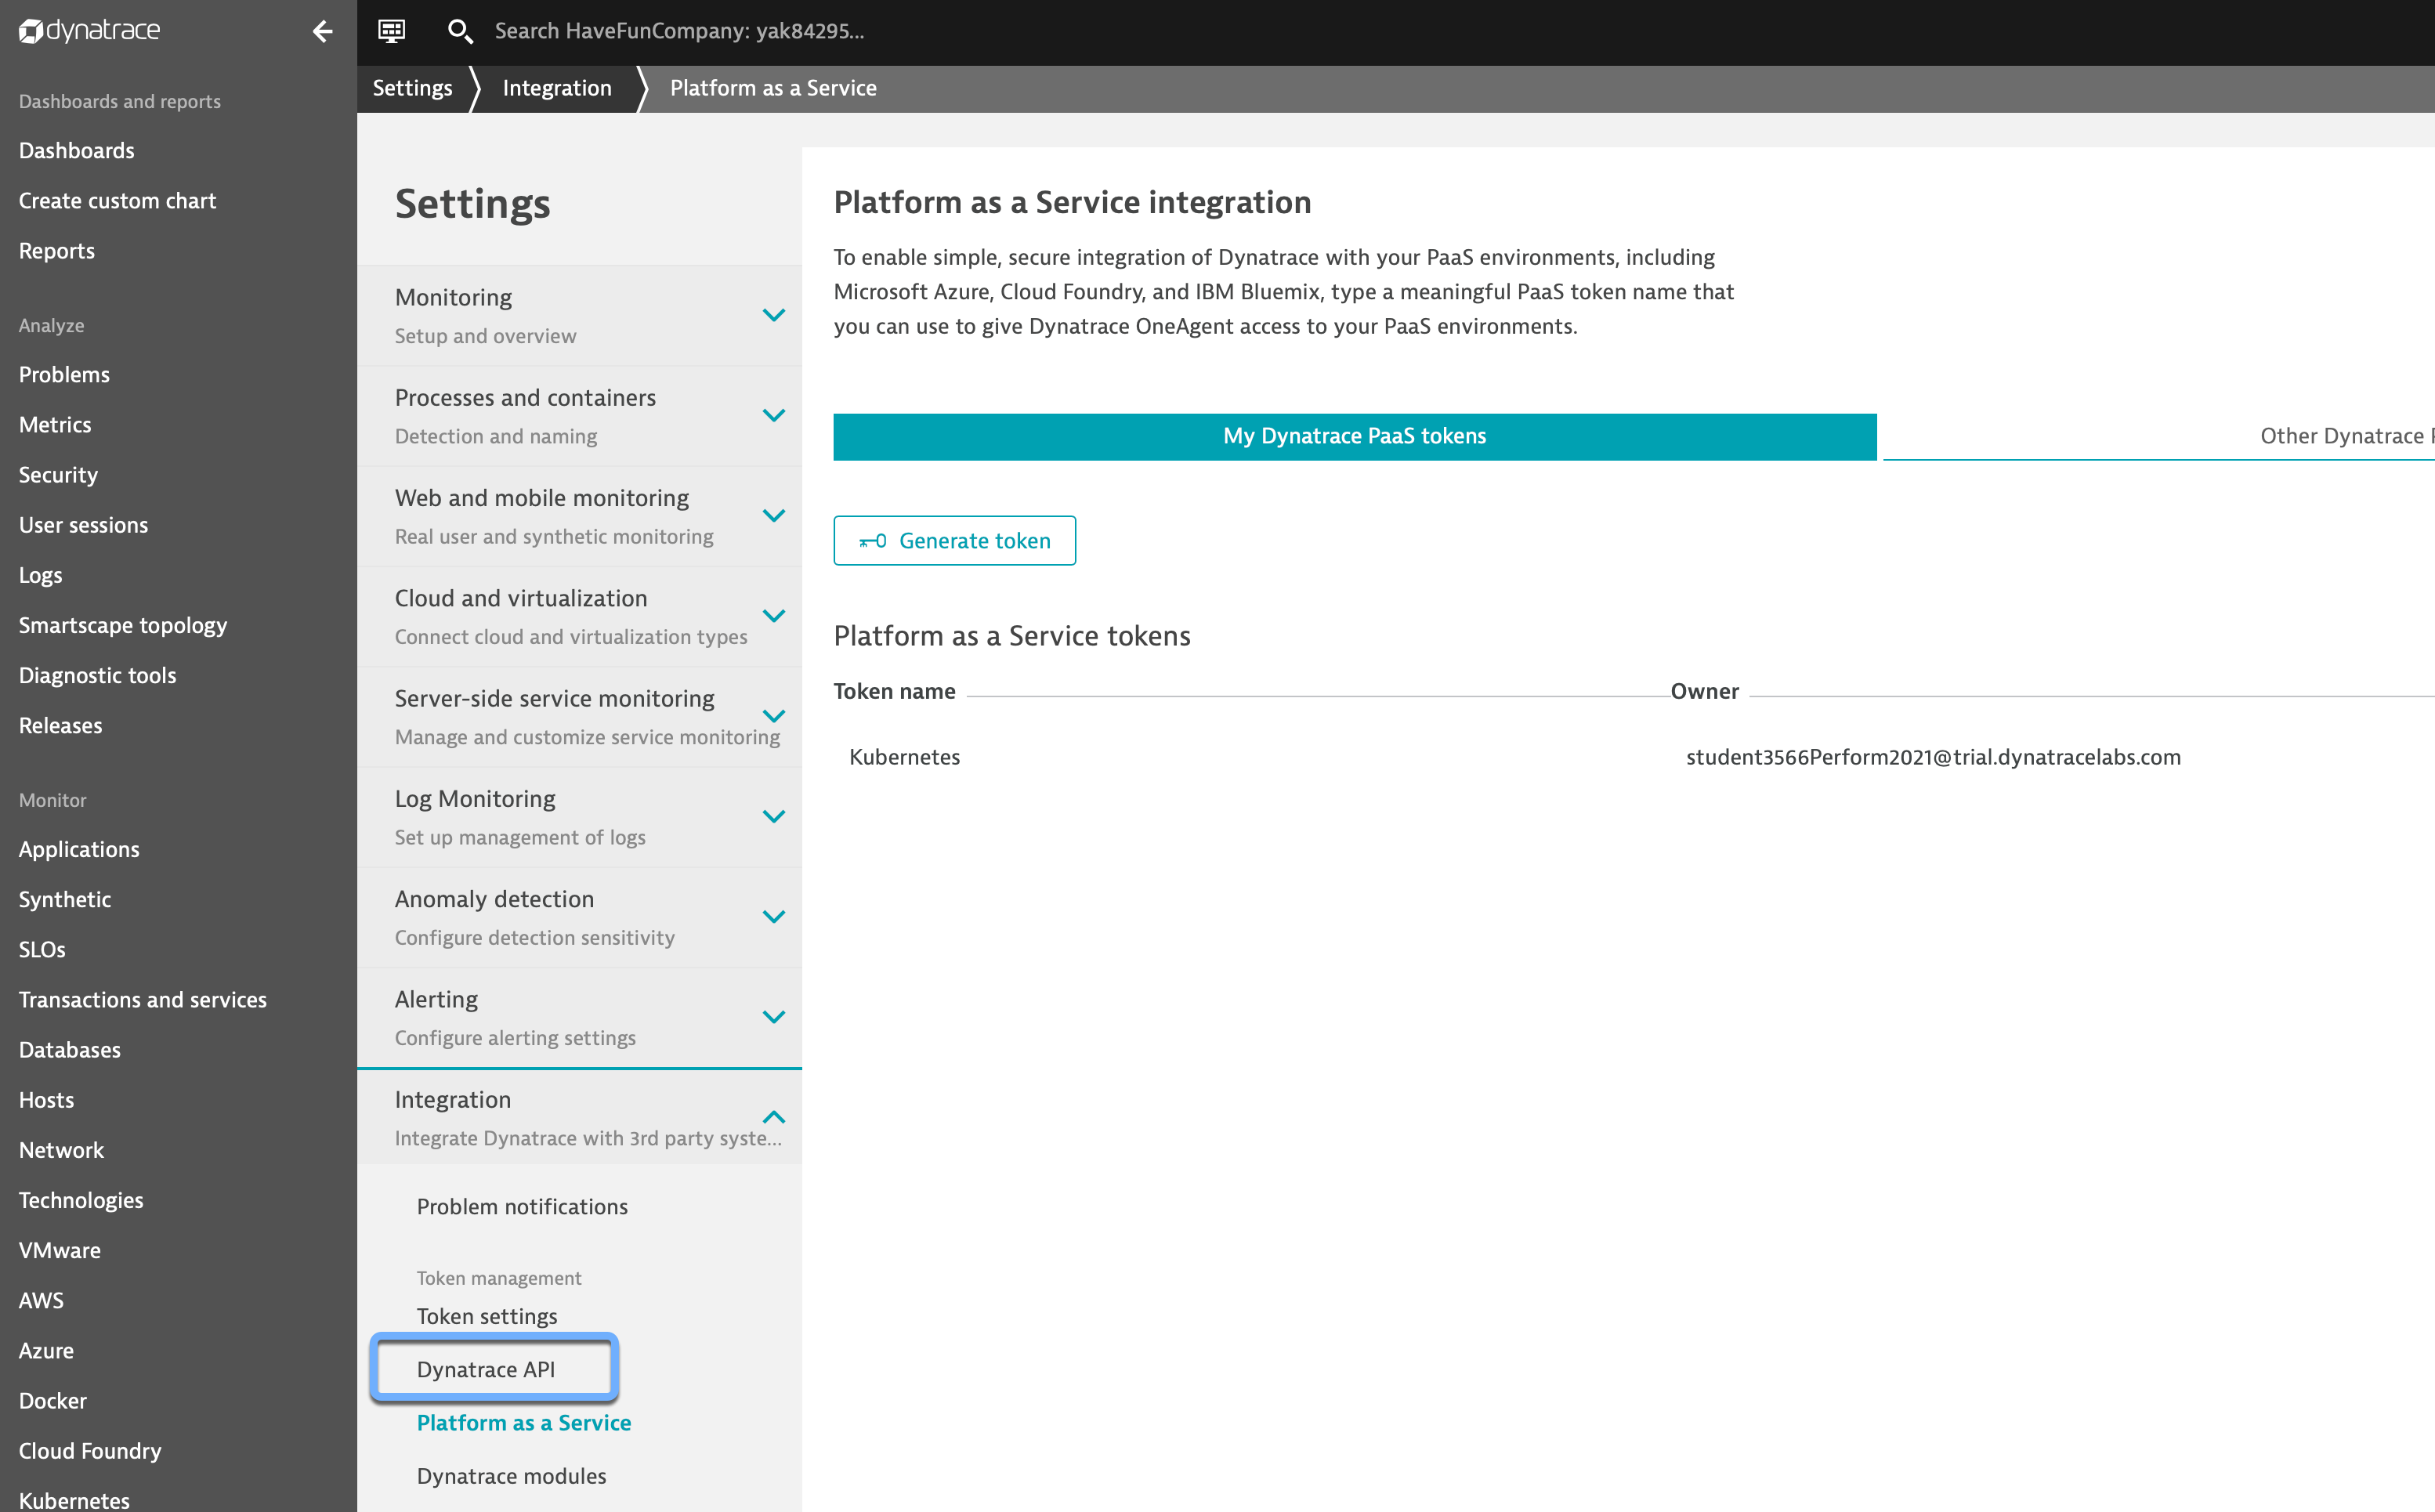 dynatrace
Search HaveFunCompany: yak84295...
Settings
Integration
Platform as a Service
Dashboards and reports
Dashboards
Create custom chart
Reports
Analyze
Problems
Metrics
Security
User sessions
Logs
Smartscape topology
Diagnostic tools
Releases
Monitor
Applications
Synthetic
SLOs
Transactions and services
Databases
Hosts
Network
Technologies
VMware
AWS
Azure
Docker
Cloud Foundry
Kubernetes
Settings
Monitoring
Setup and overview
Processes and containers
Detection and naming
Web and mobile monitoring
Real user and synthetic monitoring
Cloud and virtualization
Connect cloud and virtualization types
Server-side service monitoring
Manage and customize service monitoring
Log Monitoring
Set up management of logs
Anomaly detection
Configure detection sensitivity
Alerting
Configure alerting settings
Integration
Integrate Dynatrace with 3rd party syste...
Problem notifications
Token management
Token settings
Dynatrace API
Platform as a Service
Dynatrace modules
Platform as a Service integration
To enable simple, secure integration of Dynatrace with your PaaS environments, including
Microsoft Azure, Cloud Foundry, and IBM Bluemix, type a meaningful PaaS token name that
you can use to give Dynatrace OneAgent access to your PaaS environments.
My Dynatrace PaaS tokens
Other Dynatrace
Generate token
Platform as a Service tokens
Token name
Owner
Kubernetes
student3566Perform2021@trial.dynatracelabs.com